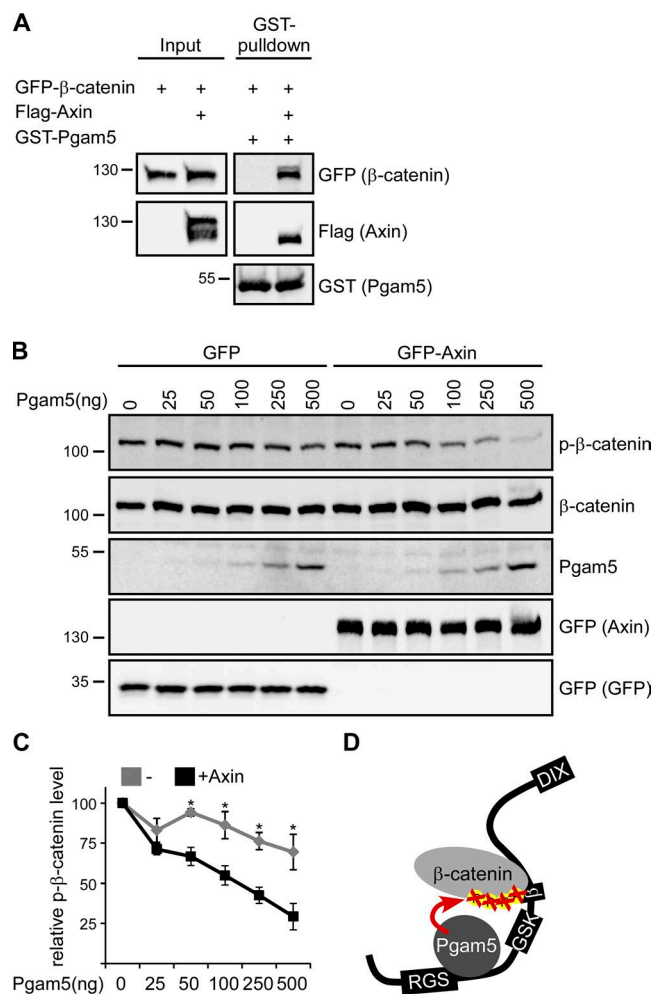 A
Input
GST-
pulldown
GFP-β-catenin + + + +
Flag-Axin + +
GST-Pgam5 + +
130 GFP (β-catenin)
130 Flag (Axin)
55 GST (Pgam5)
B
GFP GFP-Axin
Pgam5(ng) 0 25 50 100 250 500 0 25 50 100 250 500
100 p-β-catenin
100 β-catenin
55 Pgam5
130 GFP (Axin)
35 GFP (GFP)
C
- +Axin
relative p-β-catenin level
100
75
50
25
* * * *
Pgam5(ng) 0 25 50 100 250 500
D
DIX
β-catenin
β
GSK
Pgam5
RGS